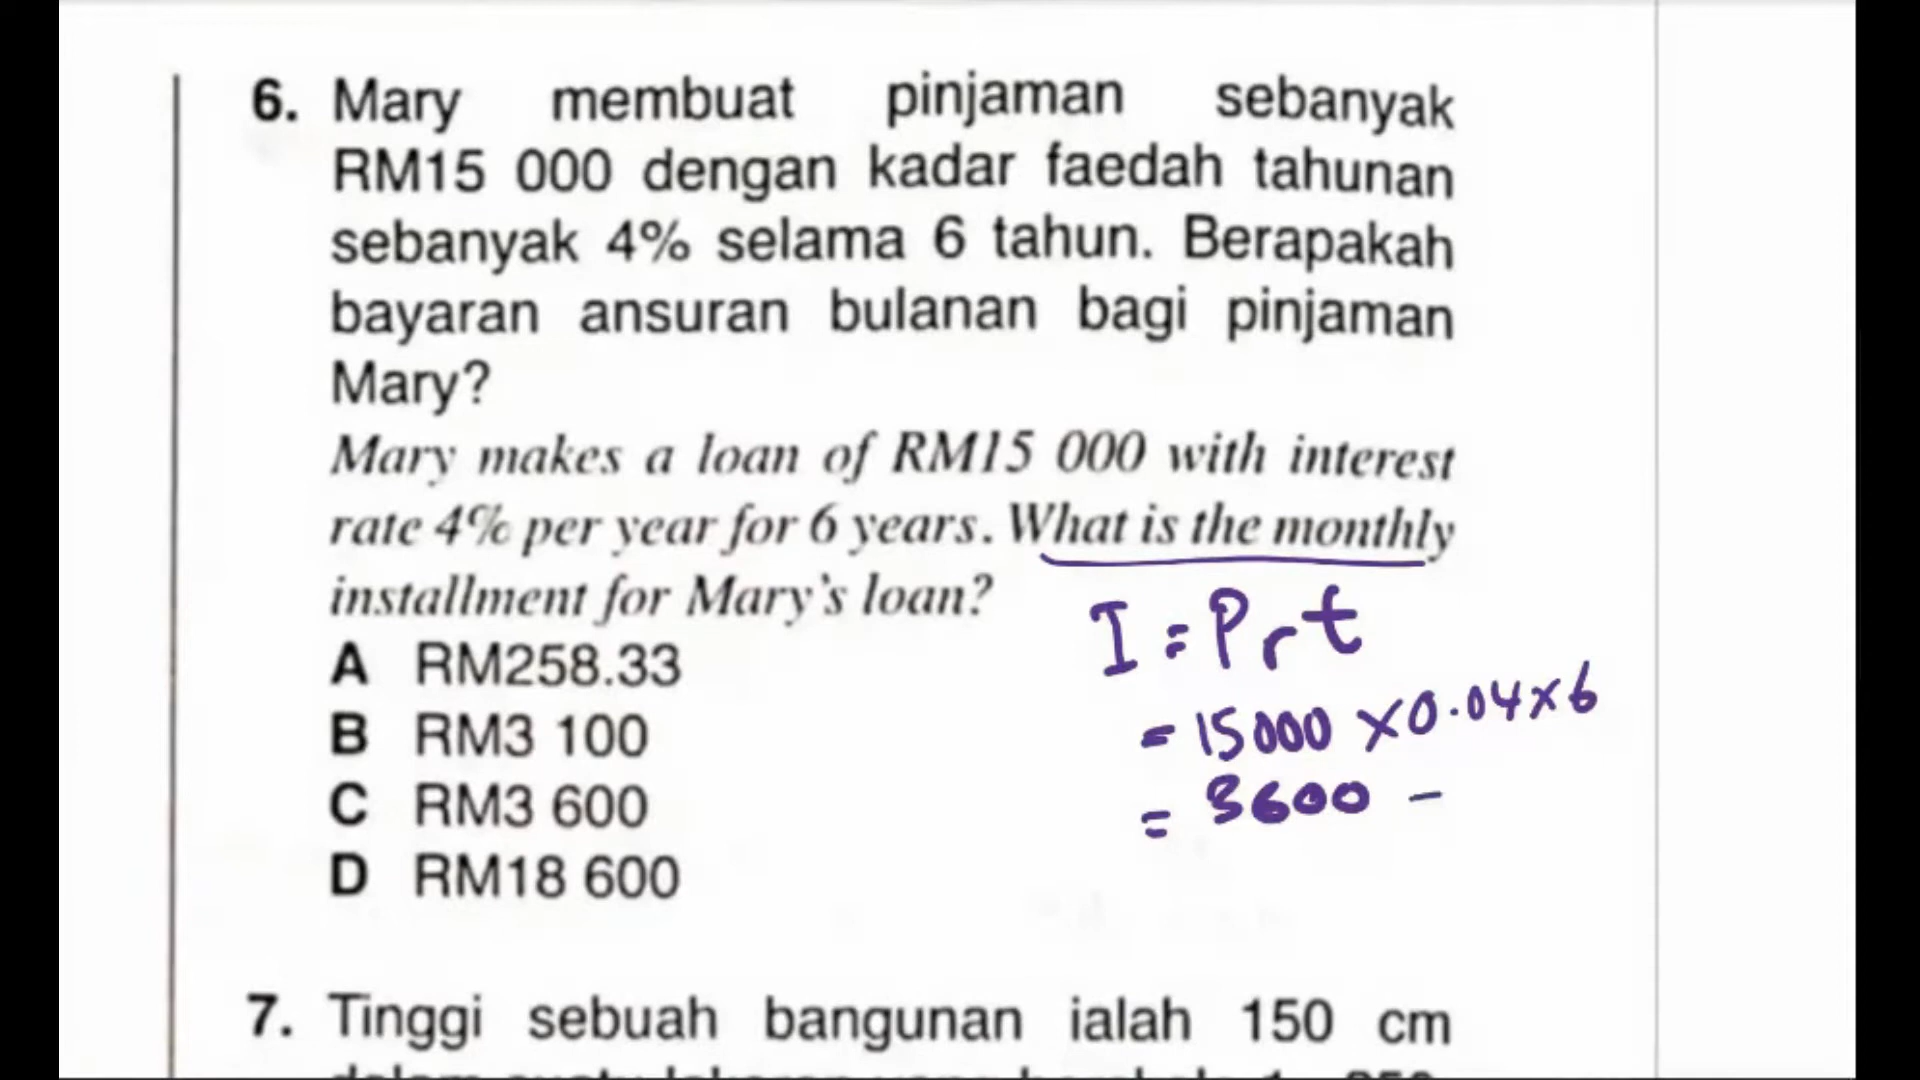 6. Mary membuat pinjaman sebanyak
RM15 000 dengan kadar faedah tahunan
sebanyak 4% selama 6 tahun. Berapakah
bayaran ansuran bulanan bagi pinjaman
Mary?
Mary makes a loan of RM15 000 with interest
rate 4% per year for 6 years. What is the monthly
installment for Mary's loan?
A RM258.33
B RM3 100
C RM3 600
D RM18 600
I = Prt
= 15000 × 0.04 × 6
= 3600 -
7. Tinggi sebuah bangunan ialah 150 cm